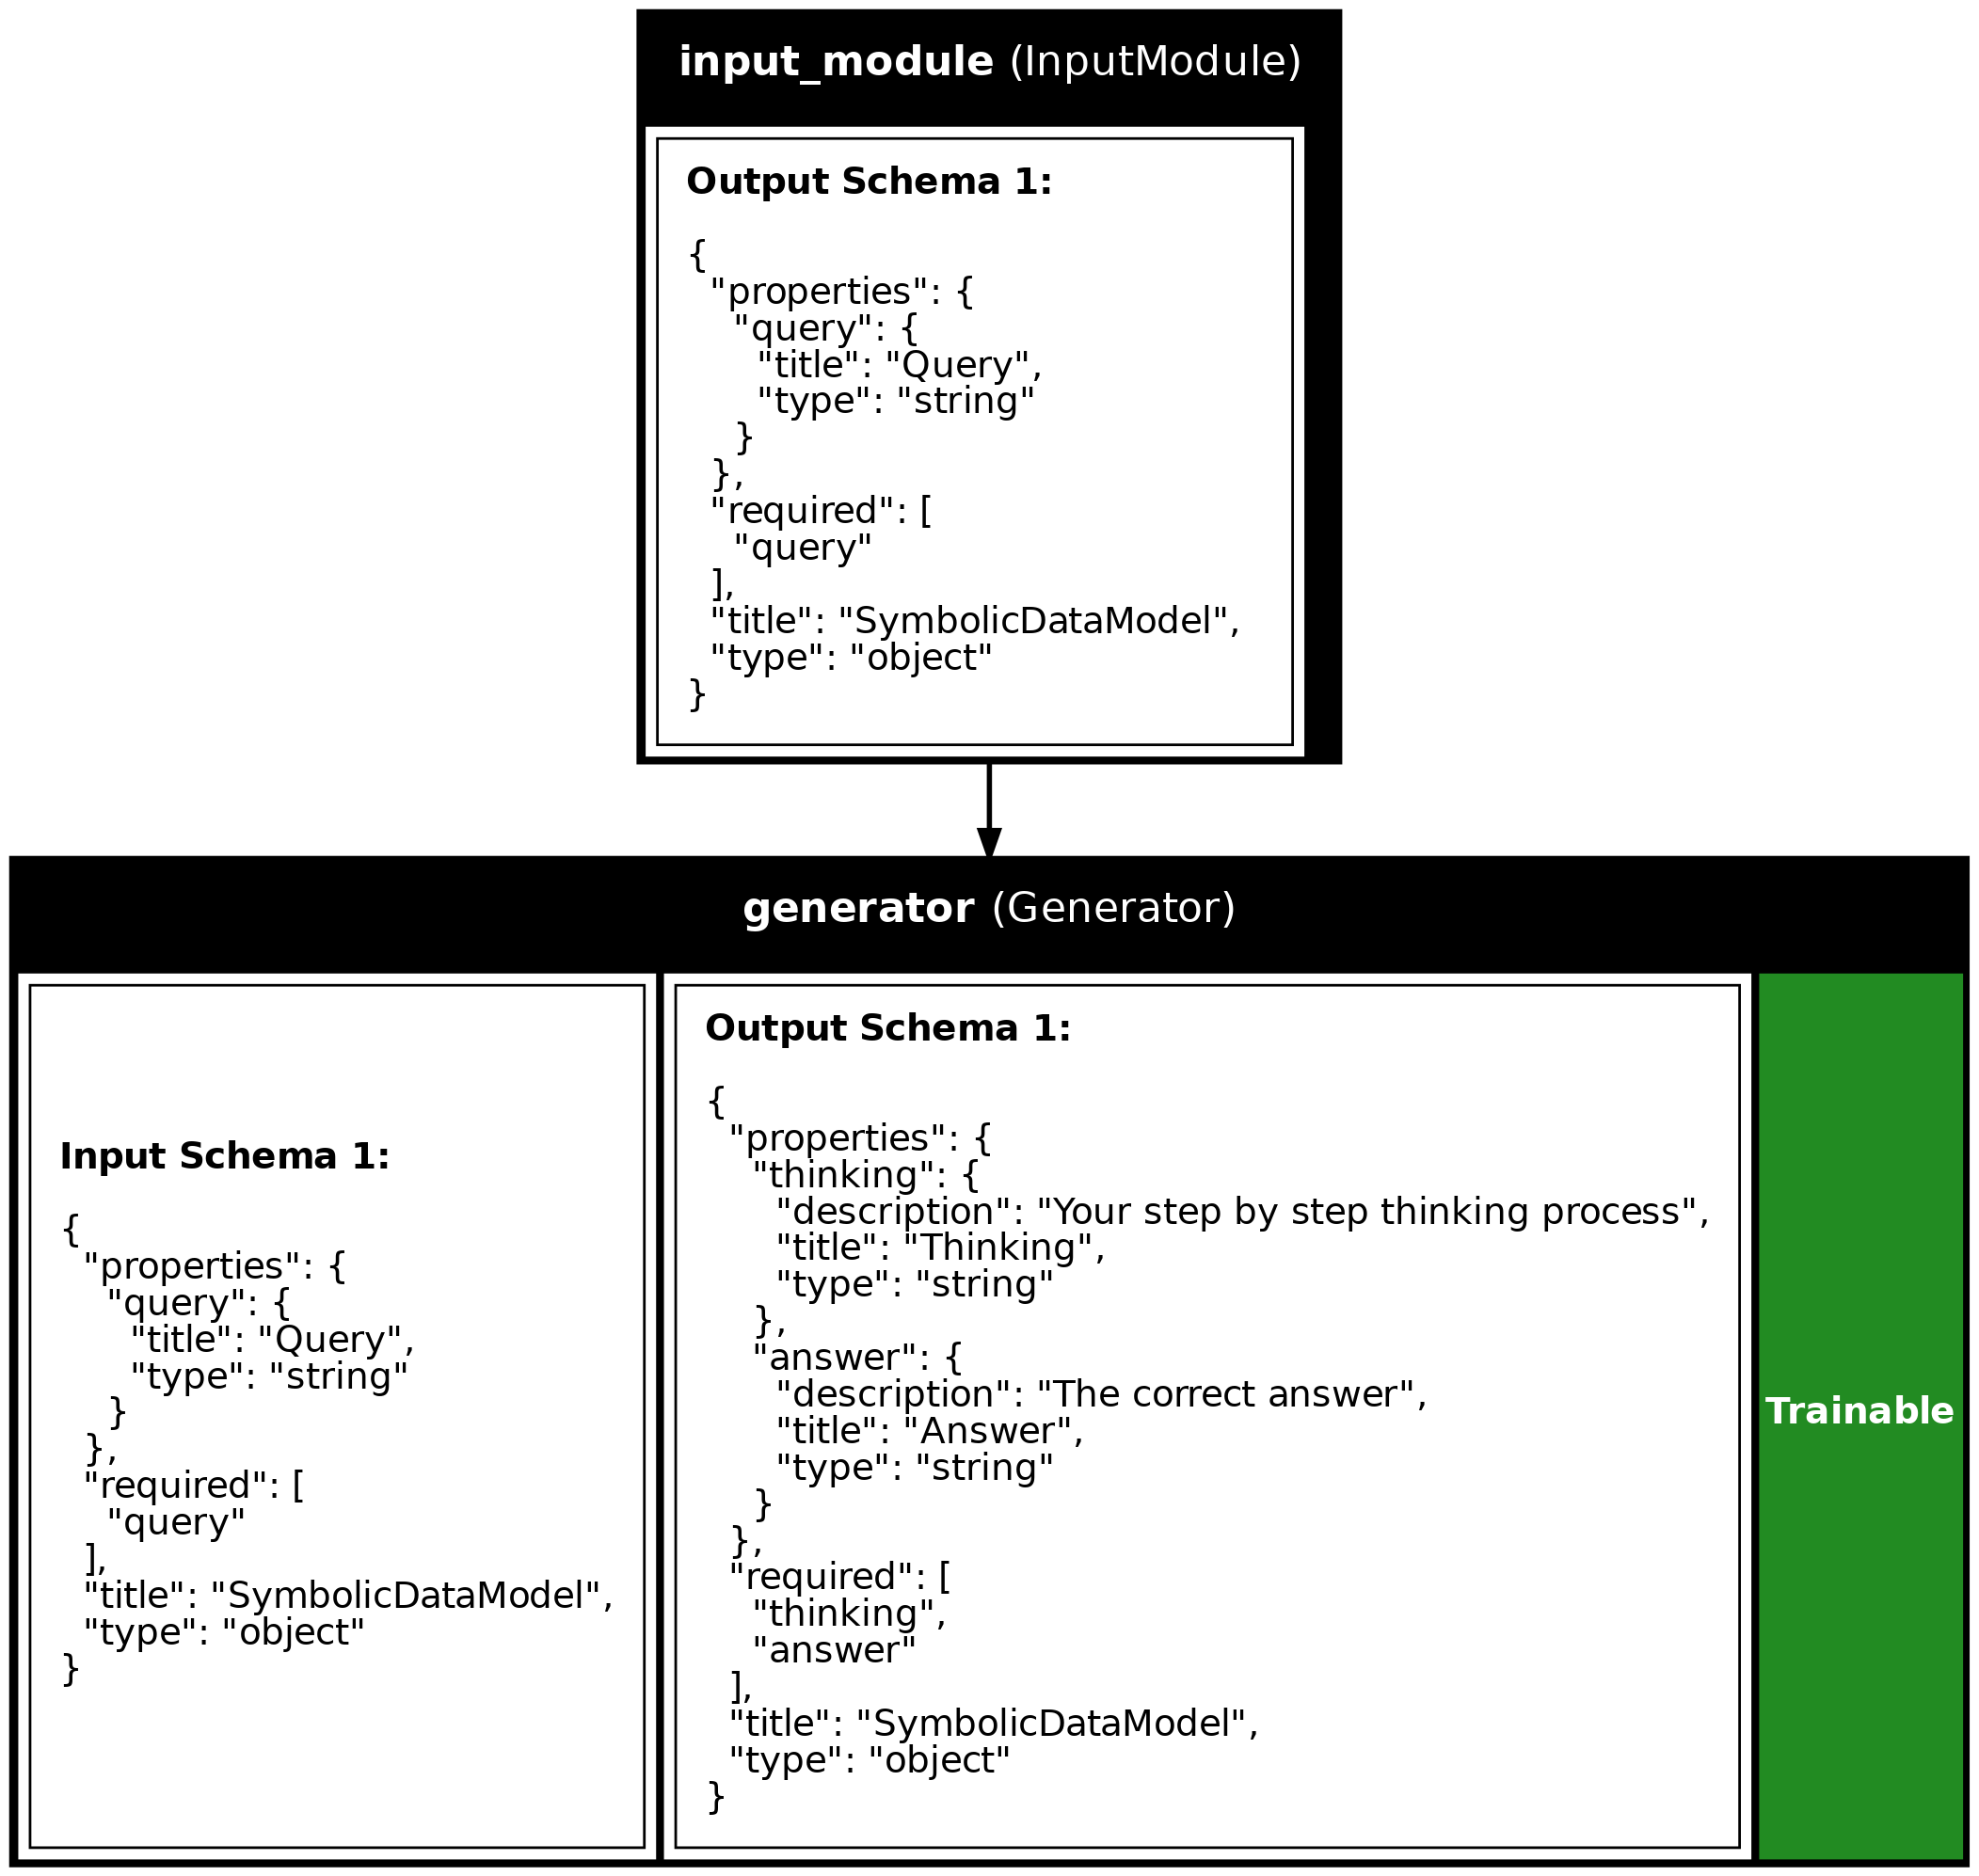 input_module (InputModule)
Output Schema 1:
{
  "properties": {
    "query": {
      "title": "Query",
      "type": "string"
    }
  },
  "required": [
    "query"
  ],
  "title": "SymbolicDataModel",
  "type": "object"
}
generator (Generator)
Input Schema 1:
{
  "properties": {
    "query": {
      "title": "Query",
      "type": "string"
    }
  },
  "required": [
    "query"
  ],
  "title": "SymbolicDataModel",
  "type": "object"
}
Output Schema 1:
{
  "properties": {
    "thinking": {
      "description": "Your step by step thinking process",
      "title": "Thinking",
      "type": "string"
    },
    "answer": {
      "description": "The correct answer",
      "title": "Answer",
      "type": "string"
    }
  },
  "required": [
    "thinking",
    "answer"
  ],
  "title": "SymbolicDataModel",
  "type": "object"
}
Trainable